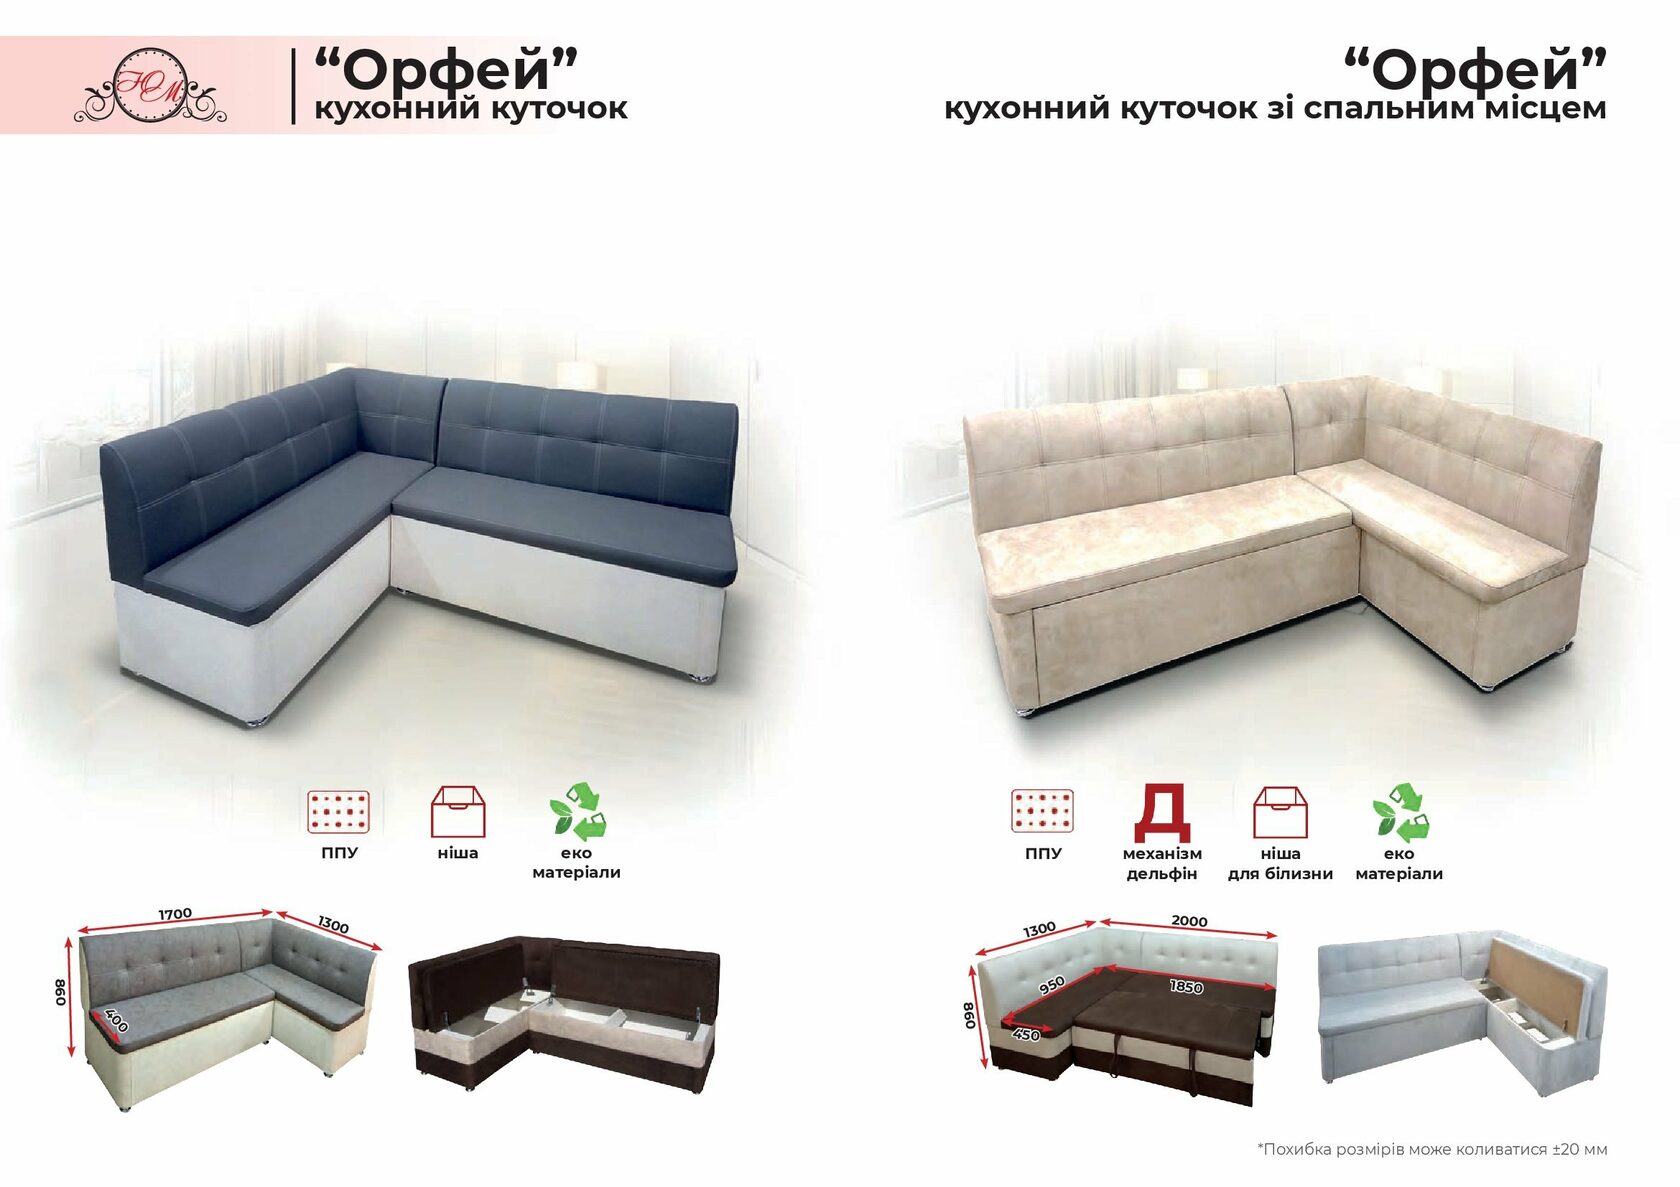 ЮМ
“Орфей”
кухонний куточок
“Орфей”
кухонний куточок зі спальним місцем
ППУ
ніша
еко
матеріали
ППУ
Д
механізм
дельфін
ніша
для білизни
еко
матеріали
1700
1300
860
400
1300
2000
950
1850
860
450
*Похибка розмірів може коливатися ±20 мм